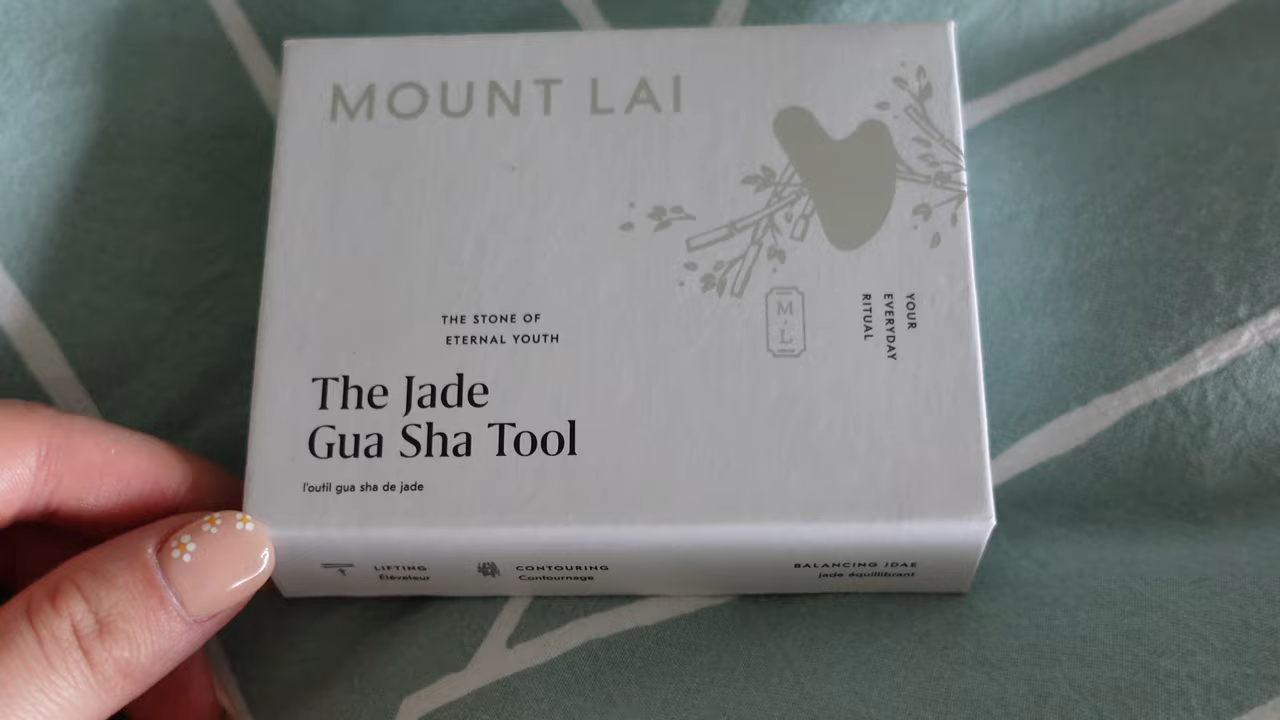 MOUNT LAI
M.L
YOUR
EVERYDAY
RITUAL
THE STONE OF
ETERNAL YOUTH
The Jade
Gua Sha Tool
l'outil gua sha de jade
LIFTING
Élévateur
CONTOURING
Contournage
BALANCING JDAE
jade équilibrant